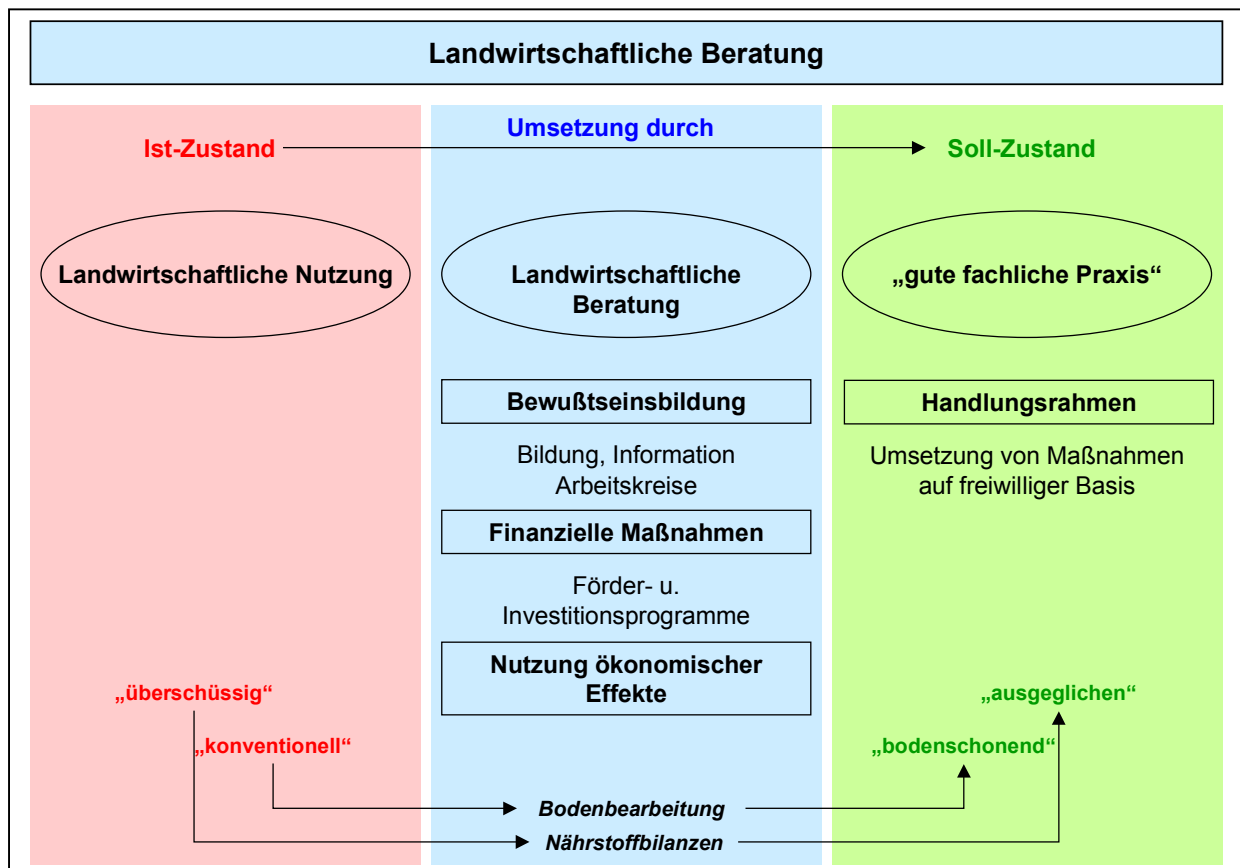 Landwirtschaftliche Beratung
Umsetzung durch
Ist-Zustand
Soll-Zustand
Landwirtschaftliche Nutzung
Landwirtschaftliche
Beratung
„gute fachliche Praxis“
Bewußtseinsbildung
Handlungsrahmen
Bildung, Information
Arbeitskreise
Umsetzung von Maßnahmen
auf freiwilliger Basis
Finanzielle Maßnahmen
Förder- u.
Investitionsprogramme
Nutzung ökonomischer
Effekte
„überschüssig“
„ausgeglichen“
„konventionell“
„bodenschonend“
Bodenbearbeitung
Nährstoffbilanzen